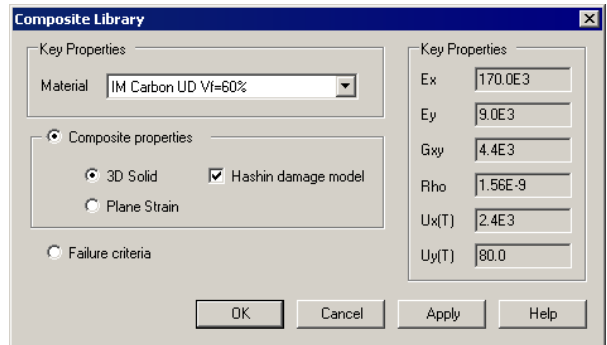 Composite Library
Key Properties
Material IM Carbon UD Vf=60%
Composite properties
3D Solid Hashin damage model
Plane Strain
Failure criteria
Key Properties
Ex 170.0E3
Ey 9.0E3
Gxy 4.4E3
Rho 1.56E-9
Ux(T) 2.4E3
Uy(T) 80.0
OK Cancel Apply Help